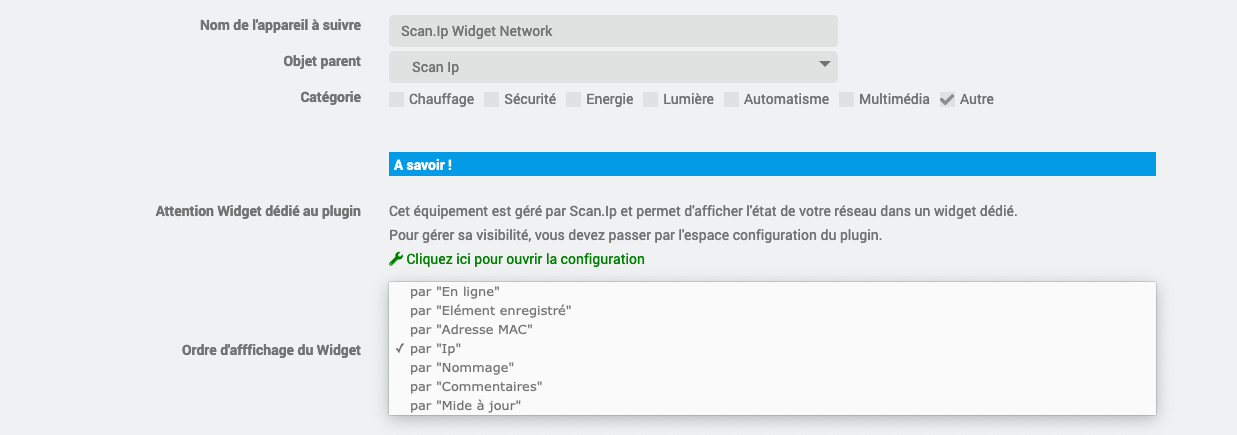 Nom de l'appareil à suivre Scan.Ip Widget Network
Objet parent Scan Ip
Catégorie Chauffage Sécurité Energie Lumière Automatisme Multimédia Autre
A savoir !
Attention Widget dédié au plugin Cet équipement est géré par Scan.Ip et permet d'afficher l'état de votre réseau dans un widget dédié.
Pour gérer sa visibilité, vous devez passer par l'espace configuration du plugin.
Cliquez ici pour ouvrir la configuration
par "En ligne"
par "Elément enregistré"
par "Adresse MAC"
Ordre d'afffichage du Widget ✓ par "Ip"
par "Nommage"
par "Commentaires"
par "Mide à jour"